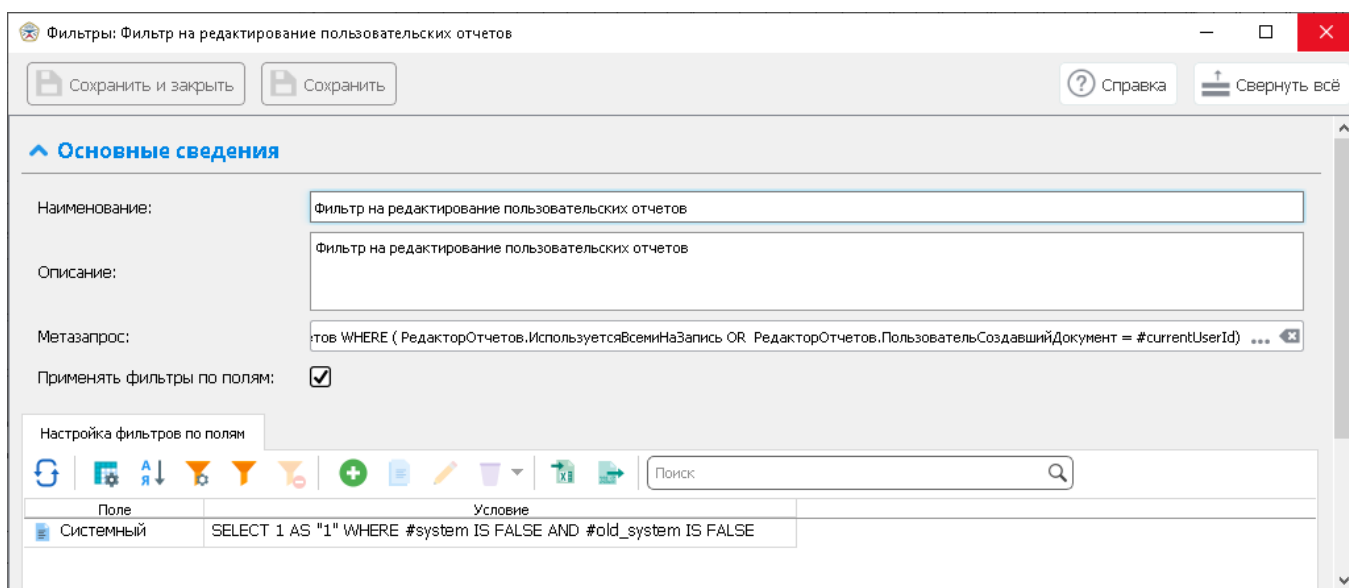 Фильтры: Фильтр на редактирование пользовательских отчетов
Сохранить и закрыть Сохранить Справка Свернуть всё
Основные сведения
Наименование: Фильтр на редактирование пользовательских отчетов
Фильтр на редактирование пользовательских отчетов
Описание:
Метазапрос: тов WHERE ( РедакторОтчетов.ИспользуетсяВсемиНаЗапись OR РедакторОтчетов.ПользовательСоздавшийДокумент = #currentUserId) ...
Применять фильтры по полям:
Настройка фильтров по полям
Поиск
Поле Условие
Системный SELECT 1 AS "1" WHERE #system IS FALSE AND #old_system IS FALSE